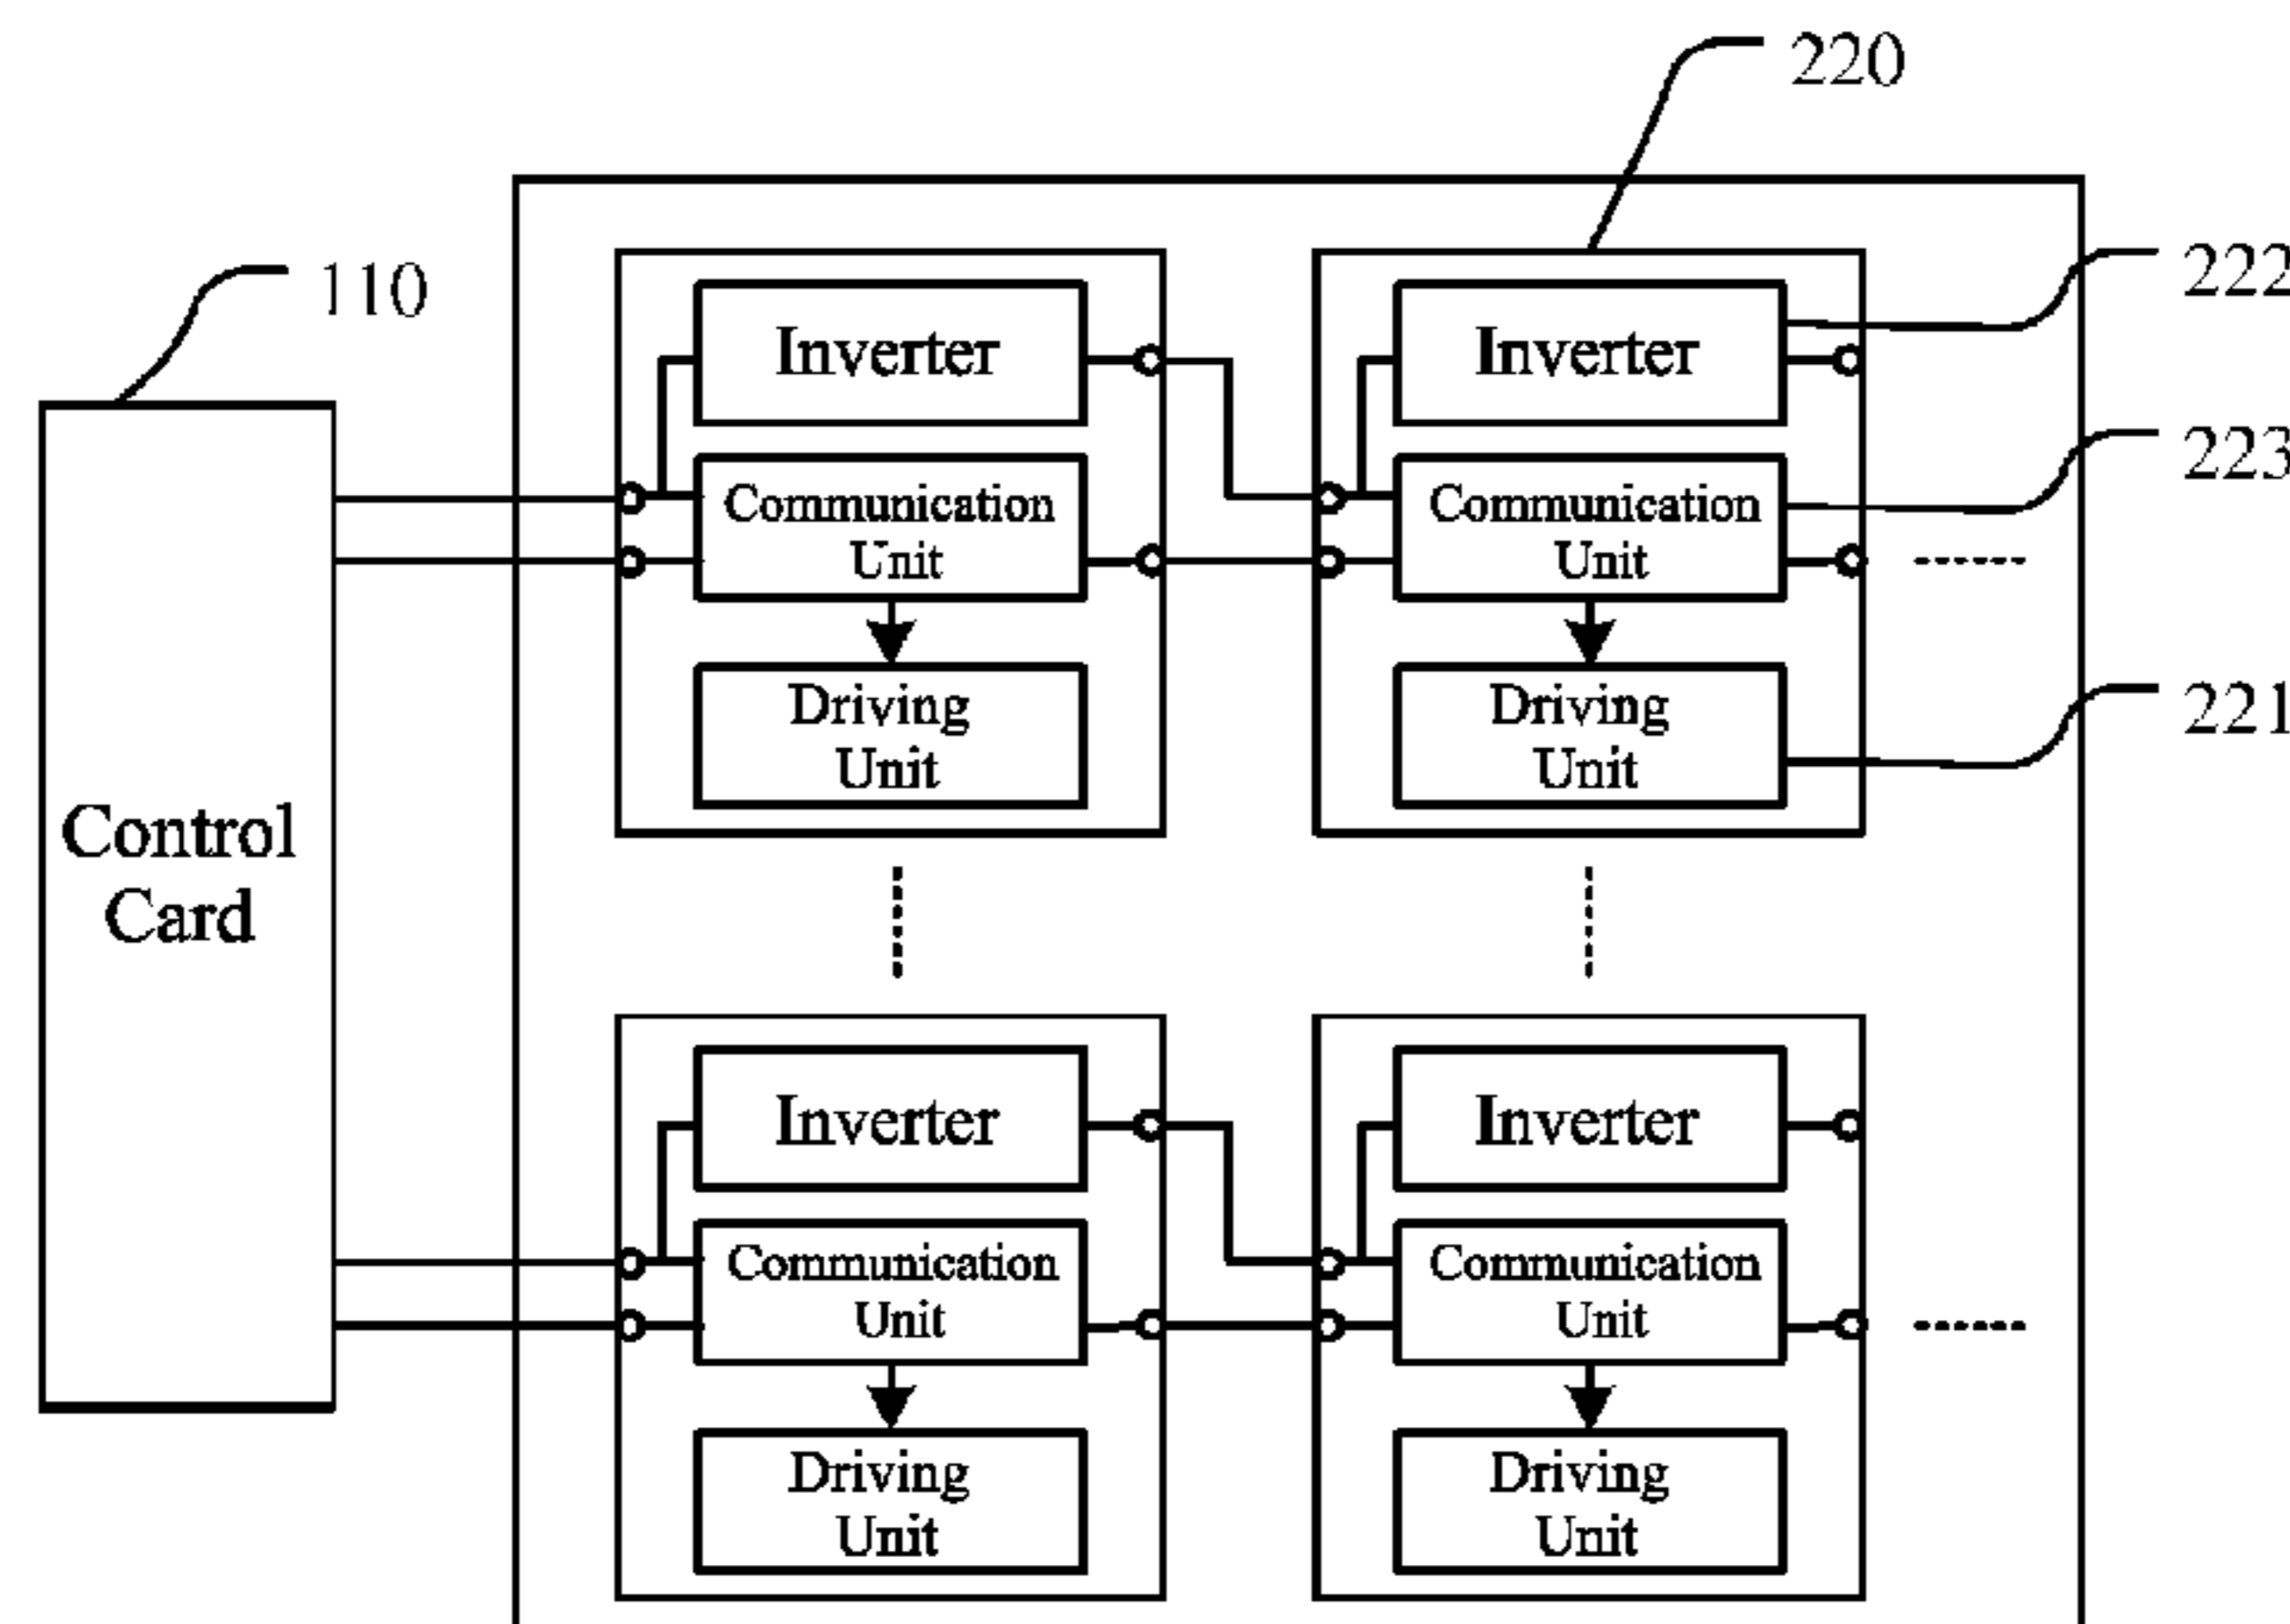 220
110
222
Inverter
Inverter
223
Communication
Unit
Communication
Unit
221
Driving
Unit
Driving
Unit
Control
Card
Inverter
Inverter
Communication
Unit
Communication
Unit
Driving
Unit
Driving
Unit